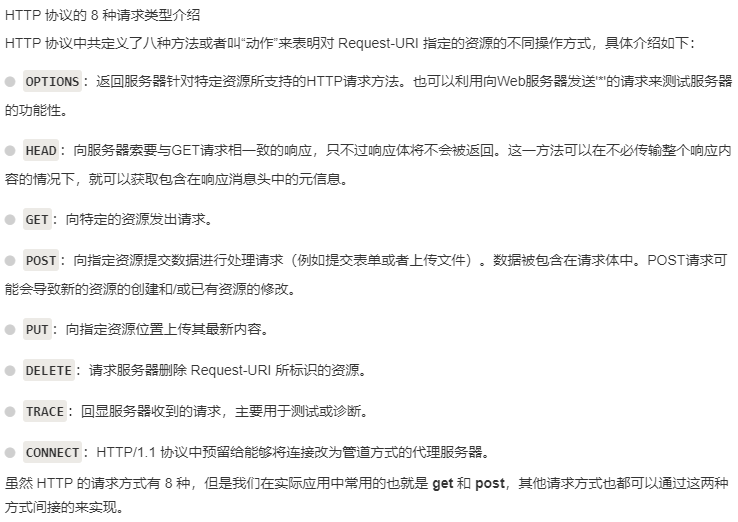 HTTP 协议的 8 种请求类型介绍
HTTP 协议中共定义了八种方法或者叫“动作”来表明对 Request-URI 指定的资源的不同操作方式，具体介绍如下：
OPTIONS：返回服务器针对特定资源所支持的HTTP请求方法。也可以利用向Web服务器发送'*'的请求来测试服务器
的功能性。
HEAD：向服务器索要与GET请求相一致的响应，只不过响应体将不会被返回。这一方法可以在不必传输整个响应内
容的情况下，就可以获取包含在响应消息头中的元信息。
GET：向特定的资源发出请求。
POST：向指定资源提交数据进行处理请求（例如提交表单或者上传文件）。数据被包含在请求体中。POST请求可
能会导致新的资源的创建和/或已有资源的修改。
PUT：向指定资源位置上传其最新内容。
DELETE：请求服务器删除 Request-URI 所标识的资源。
TRACE：回显服务器收到的请求，主要用于测试或诊断。
CONNECT：HTTP/1.1 协议中预留给能够将连接改为管道方式的代理服务器。
虽然 HTTP 的请求方式有 8 种，但是我们在实际应用中常用的也就是 get 和 post，其他请求方式也都可以通过这两种
方式间接的来实现。